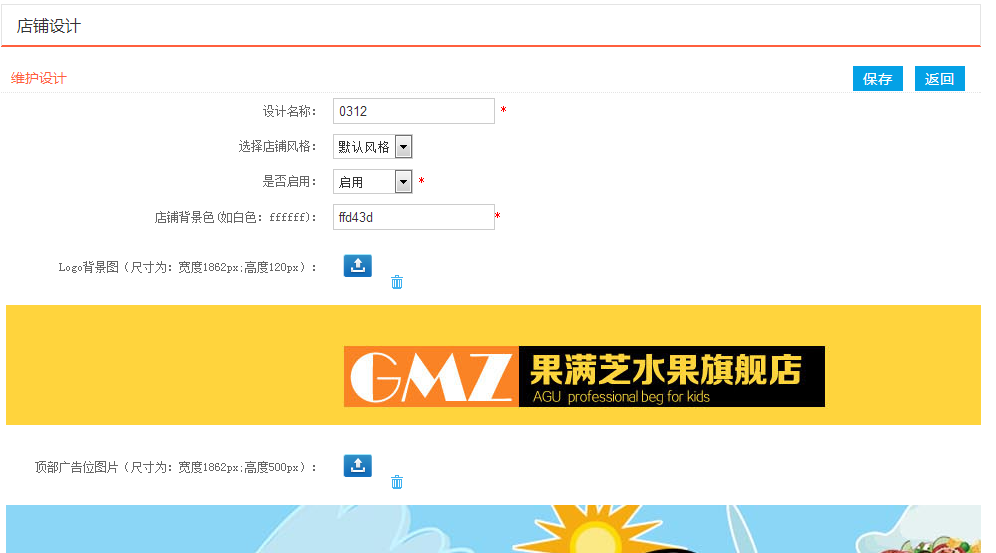 店铺设计
维护设计
保存 返回
设计名称： 0312 *
选择店铺风格： 默认风格
是否启用： 启用 *
店铺背景色(如白色：ffffff)： ffd43d *
Logo背景图（尺寸为：宽度1862px;高度120px）：
GMZ 果满芝水果旗舰店
AGU professional beg for kids
顶部广告位图片（尺寸为：宽度1862px;高度500px）：